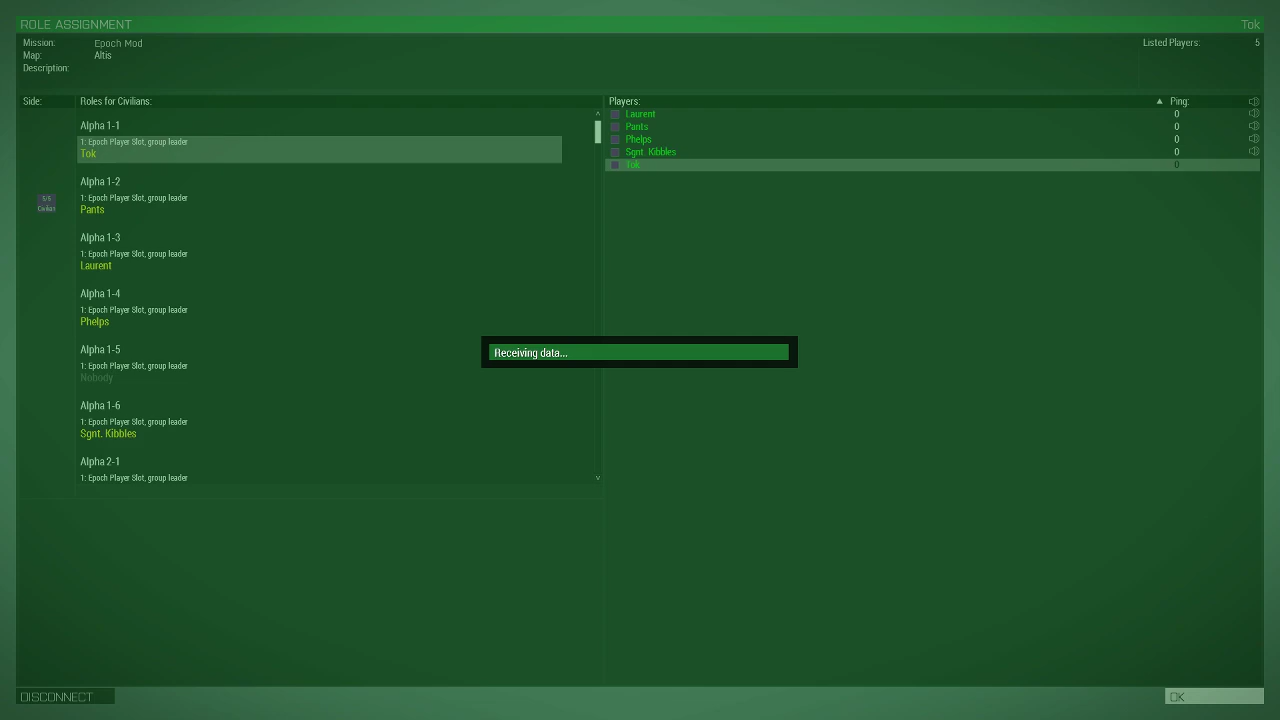 ROLE ASSIGNMENT
Tok
Mission: Epoch Mod
Map: Altis
Description:
Listed Players: 5
Side:
Roles for Civilians:
Players:
Ping:
5/5
Civilian
Alpha 1-1
1: Epoch Player Slot, group leader
Tok
Alpha 1-2
1: Epoch Player Slot, group leader
Pants
Alpha 1-3
1: Epoch Player Slot, group leader
Laurent
Alpha 1-4
1: Epoch Player Slot, group leader
Phelps
Alpha 1-5
1: Epoch Player Slot, group leader
Nobody
Alpha 1-6
1: Epoch Player Slot, group leader
Sgnt. Kibbles
Alpha 2-1
1: Epoch Player Slot, group leader
Laurent 0
Pants 0
Phelps 0
Sgnt. Kibbles 0
Tok 0
Receiving data...
DISCONNECT
OK